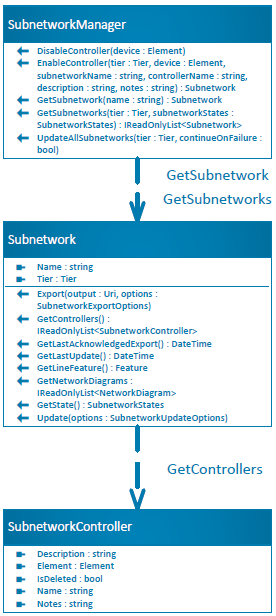 SubnetworkManager
DisableController(device : Element)
EnableController(tier : Tier, device : Element,
subnetworkName : string, controllerName : string,
description : string, notes : string) : Subnetwork
GetSubnetwork(name : string) : Subnetwork
GetSubnetworks(tier : Tier, subnetworkStates :
SubnetworkStates) : IReadOnlyList<Subnetwork>
UpdateAllSubnetworks(tier : Tier, continueOnFailure :
bool)
GetSubnetwork
GetSubnetworks
Subnetwork
Name : string
Tier : Tier
Export(output : Uri, options :
SubnetworkExportOptions)
GetControllers() :
IReadOnlyList<SubnetworkController>
GetLastAcknowledgedExport() : DateTime
GetLastUpdate() : DateTime
GetLineFeature() : Feature
GetNetworkDiagrams :
IReadOnlyList<NetworkDiagram>
GetState() : SubnetworkStates
Update(options : SubnetworkUpdateOptions)
GetControllers
SubnetworkController
Description : string
Element : Element
IsDeleted : bool
Name : string
Notes : string